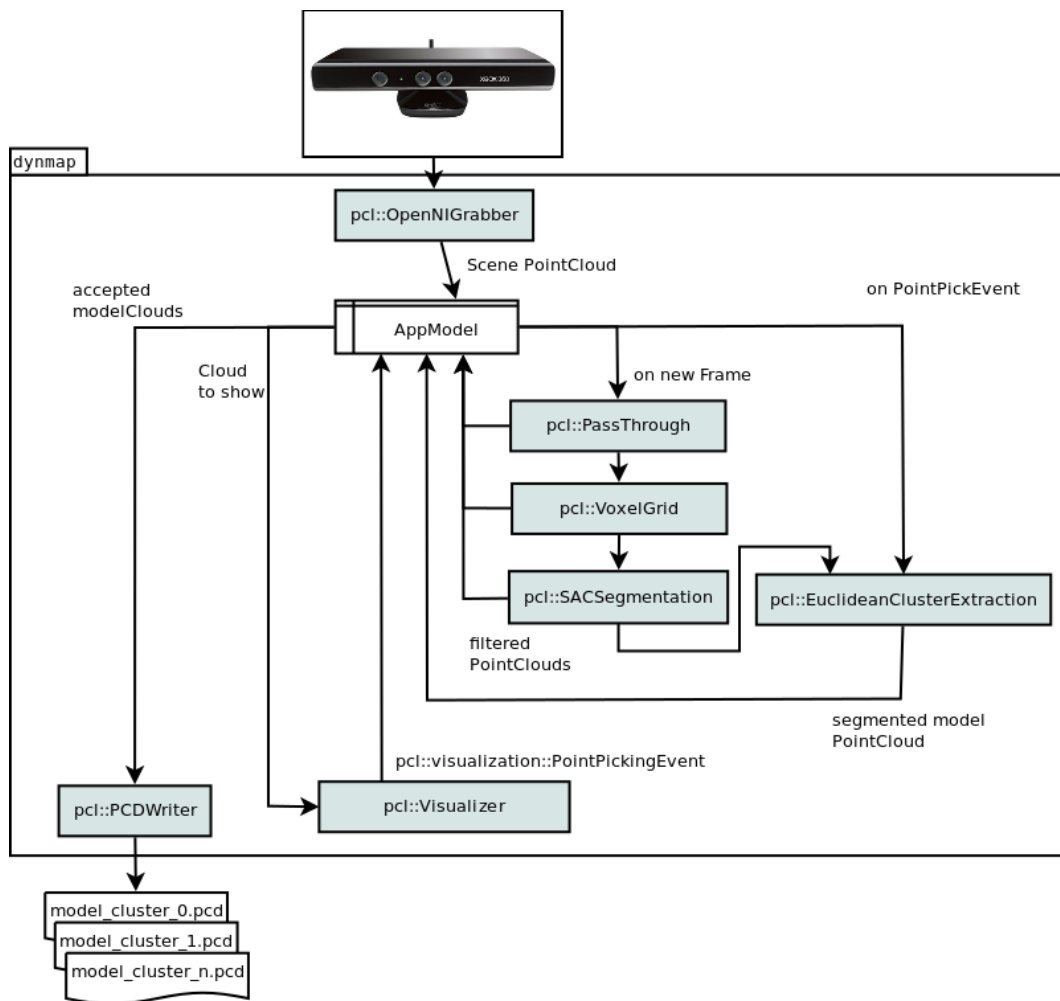 XBOX 360
dynmap
pcl::OpenNIGrabber
Scene PointCloud
accepted
modelClouds
on PointPickEvent
AppModel
Cloud
to show
on new Frame
pcl::PassThrough
pcl::VoxelGrid
pcl::SACSegmentation
pcl::EuclideanClusterExtraction
filtered
PointClouds
segmented model
PointCloud
pcl::visualization::PointPickingEvent
pcl::PCDWriter
pcl::Visualizer
model_cluster_0.pcd
model_cluster_1.pcd
model_cluster_n.pcd